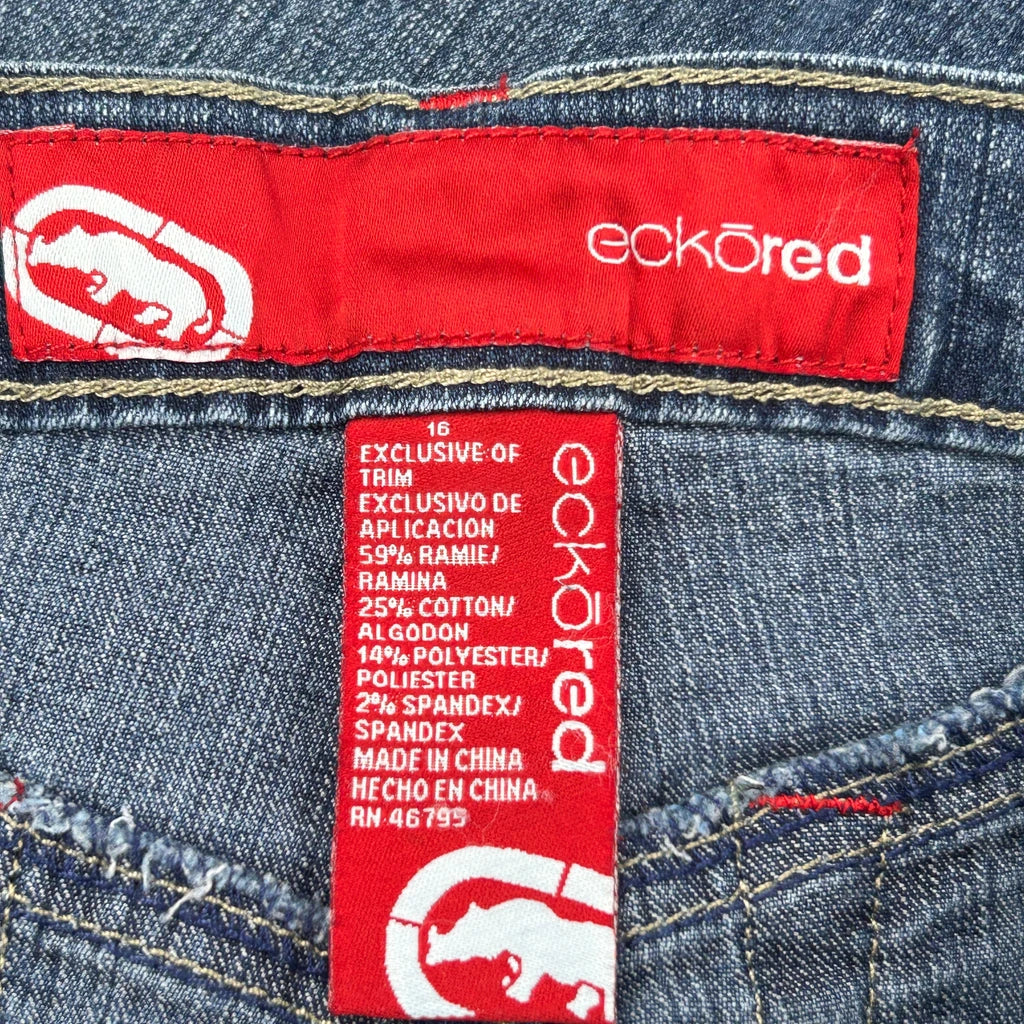 eckōred
16
EXCLUSIVE OF
TRIM
EXCLUSIVO DE
APLICACION
59% RAMIE/
RAMINA
25% COTTON/
ALGODON
14% POLYESTER/
POLIESTER
2% SPANDEX/
SPANDEX
MADE IN CHINA
HECHO EN CHINA
RN 46795
eckōred